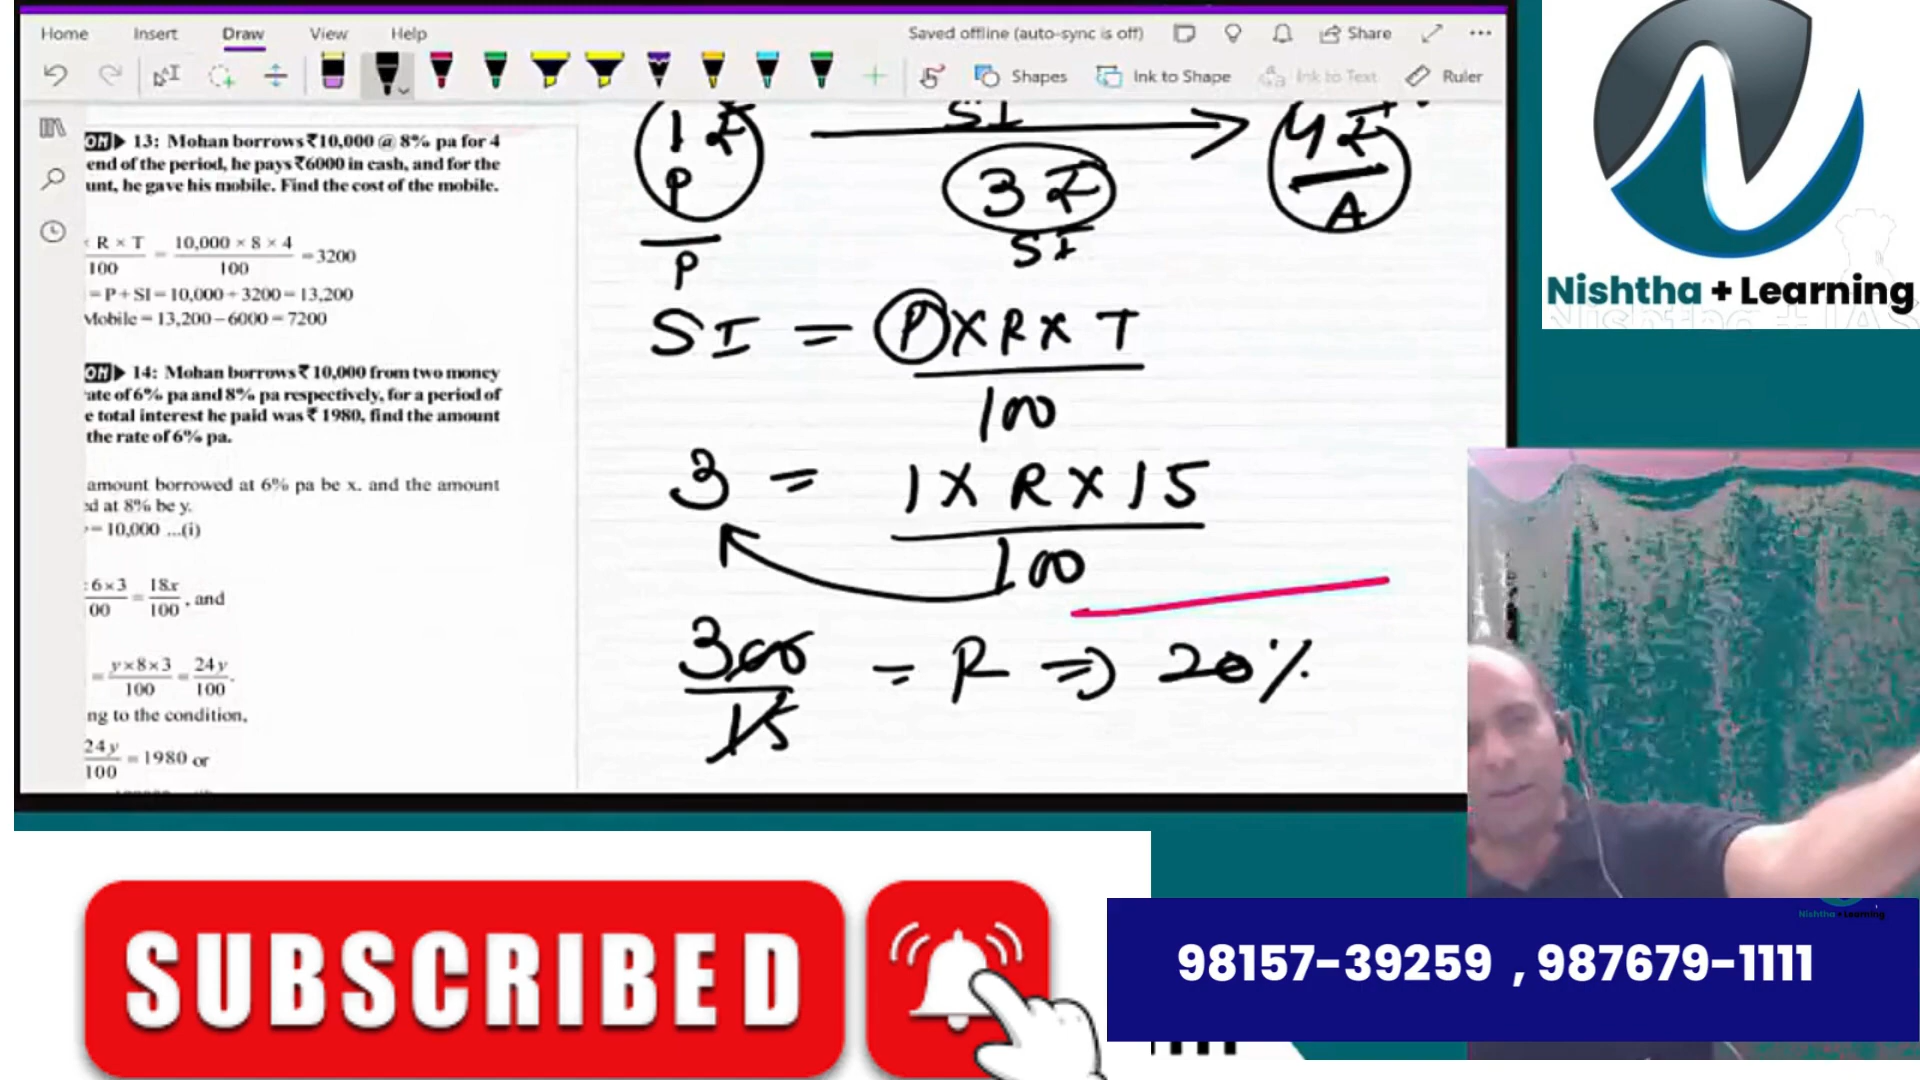 Home Insert Draw View Help
Saved offline (auto-sync is off) Share
Shapes Ink to Shape Ink to Text Ruler
13: Mohan borrows ₹10,000 @ 8% pa for 4
end of the period, he pays ₹6000 in cash, and for the
unt, he gave his mobile. Find the cost of the mobile.
R × T / 100 = 10,000 × 8 × 4 / 100 = 3200
= P + SI = 10,000 + 3200 = 13,200
Mobile = 13,200 – 6000 = 7200
14: Mohan borrows ₹ 10,000 from two money
ate of 6% pa and 8% pa respectively, for a period of
e total interest he paid was ₹ 1980, find the amount
the rate of 6% pa.
amount borrowed at 6% pa be x. and the amount
ed at 8% be y.
= 10,000 ...(i)
6×3 / 00 = 18x / 100 , and
= y×8×3 / 100 = 24y / 100 .
ng to the condition,
24y / 100 = 1980 or
1₹ SI 4₹
P 3₹ A
P SI
SI = P X R X T
100
3 = 1 X R X 15
100
300 / 15 = R ⇒ 20%
Nishtha + Learning
SUBSCRIBED
Nishtha + Learning
98157-39259 , 987679-1111